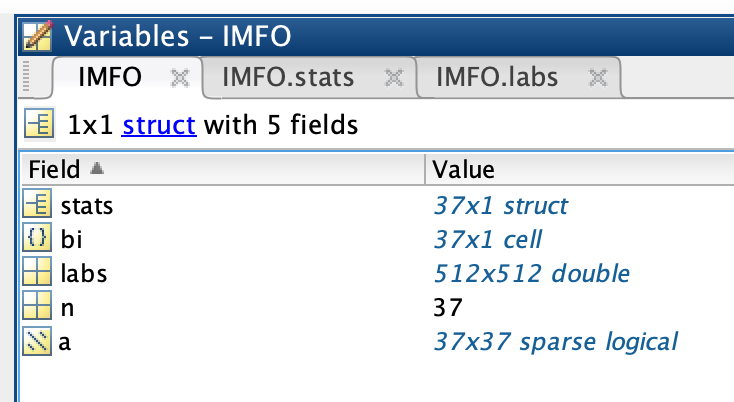 Variables – IMFO
IMFO IMFO.stats IMFO.labs
1x1 struct with 5 fields
Field Value
stats 37x1 struct
bi 37x1 cell
labs 512x512 double
n 37
a 37x37 sparse logical